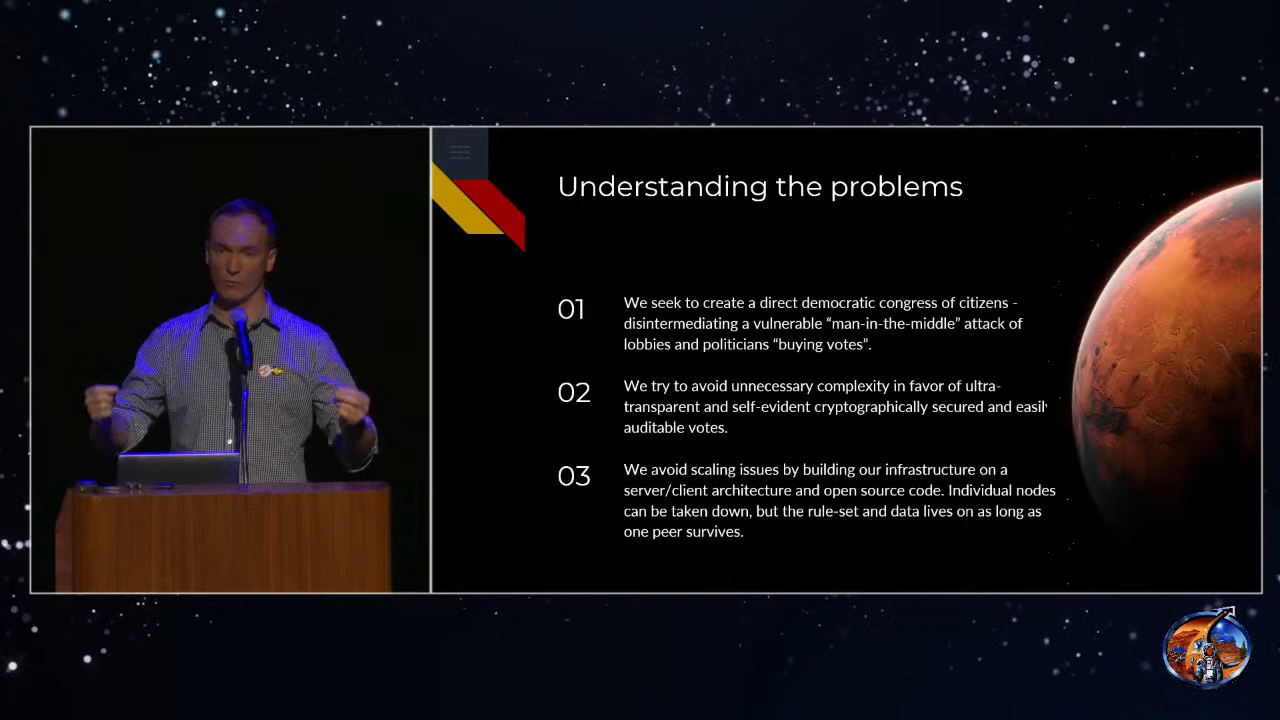 Understanding the problems
01
We seek to create a direct democratic congress of citizens -
disintermediating a vulnerable “man-in-the-middle” attack of
lobbies and politicians “buying votes”.
02
We try to avoid unnecessary complexity in favor of ultra-
transparent and self-evident cryptographically secured and easily
auditable votes.
03
We avoid scaling issues by building our infrastructure on a
server/client architecture and open source code. Individual nodes
can be taken down, but the rule-set and data lives on as long as
one peer survives.